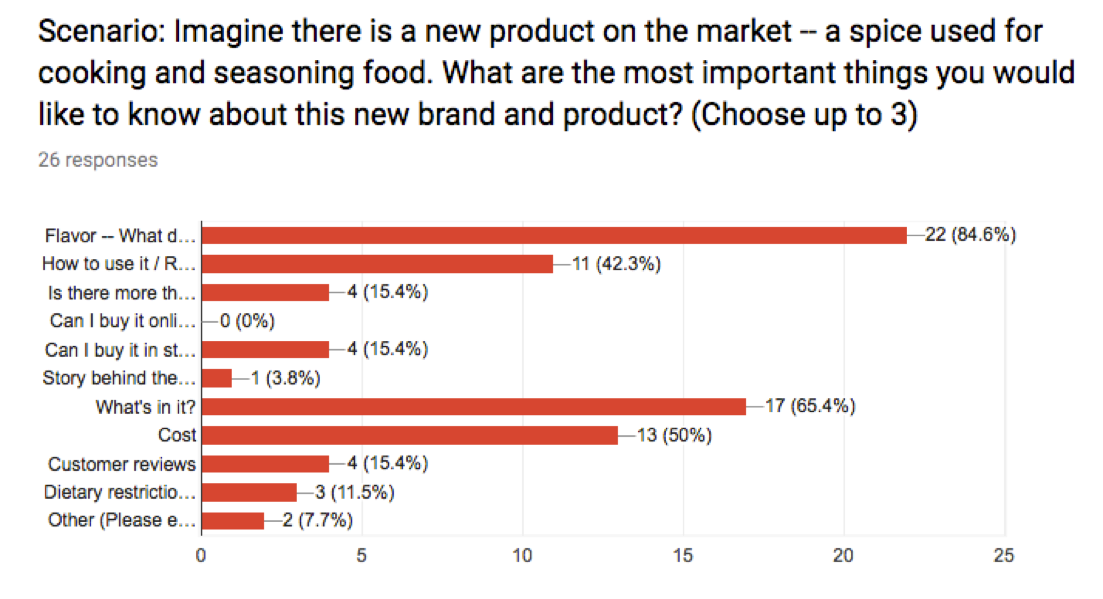 Scenario: Imagine there is a new product on the market -- a spice used for
cooking and seasoning food. What are the most important things you would
like to know about this new brand and product? (Choose up to 3)
26 responses
Flavor -- What d... 22 (84.6%)
How to use it / R... 11 (42.3%)
Is there more th... 4 (15.4%)
Can I buy it onli... 0 (0%)
Can I buy it in st... 4 (15.4%)
Story behind the... 1 (3.8%)
What's in it? 17 (65.4%)
Cost 13 (50%)
Customer reviews 4 (15.4%)
Dietary restrictio... 3 (11.5%)
Other (Please e... 2 (7.7%)
0 5 10 15 20 25